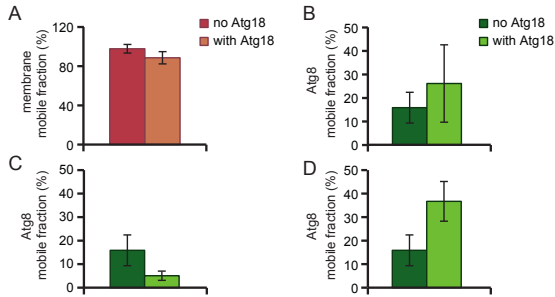 A
no Atg18
with Atg18
membrane
mobile fraction (%)
120
80
40
0
B
no Atg18
with Atg18
Atg8
mobile fraction (%)
50
40
30
20
10
0
C
Atg8
mobile fraction (%)
50
40
30
20
10
0
D
Atg8
mobile fraction (%)
50
40
30
20
10
0